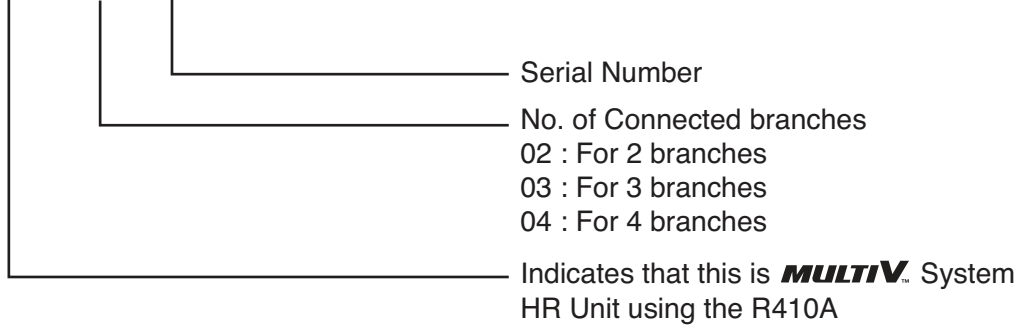 Serial Number
No. of Connected branches
02 : For 2 branches
03 : For 3 branches
04 : For 4 branches
Indicates that this is MULTI V™ System
HR Unit using the R410A